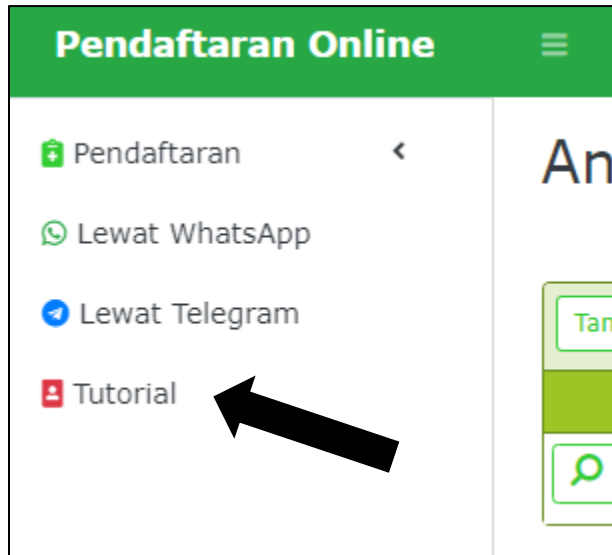 Pendaftaran Online
Pendaftaran
Lewat WhatsApp
Lewat Telegram
Tutorial